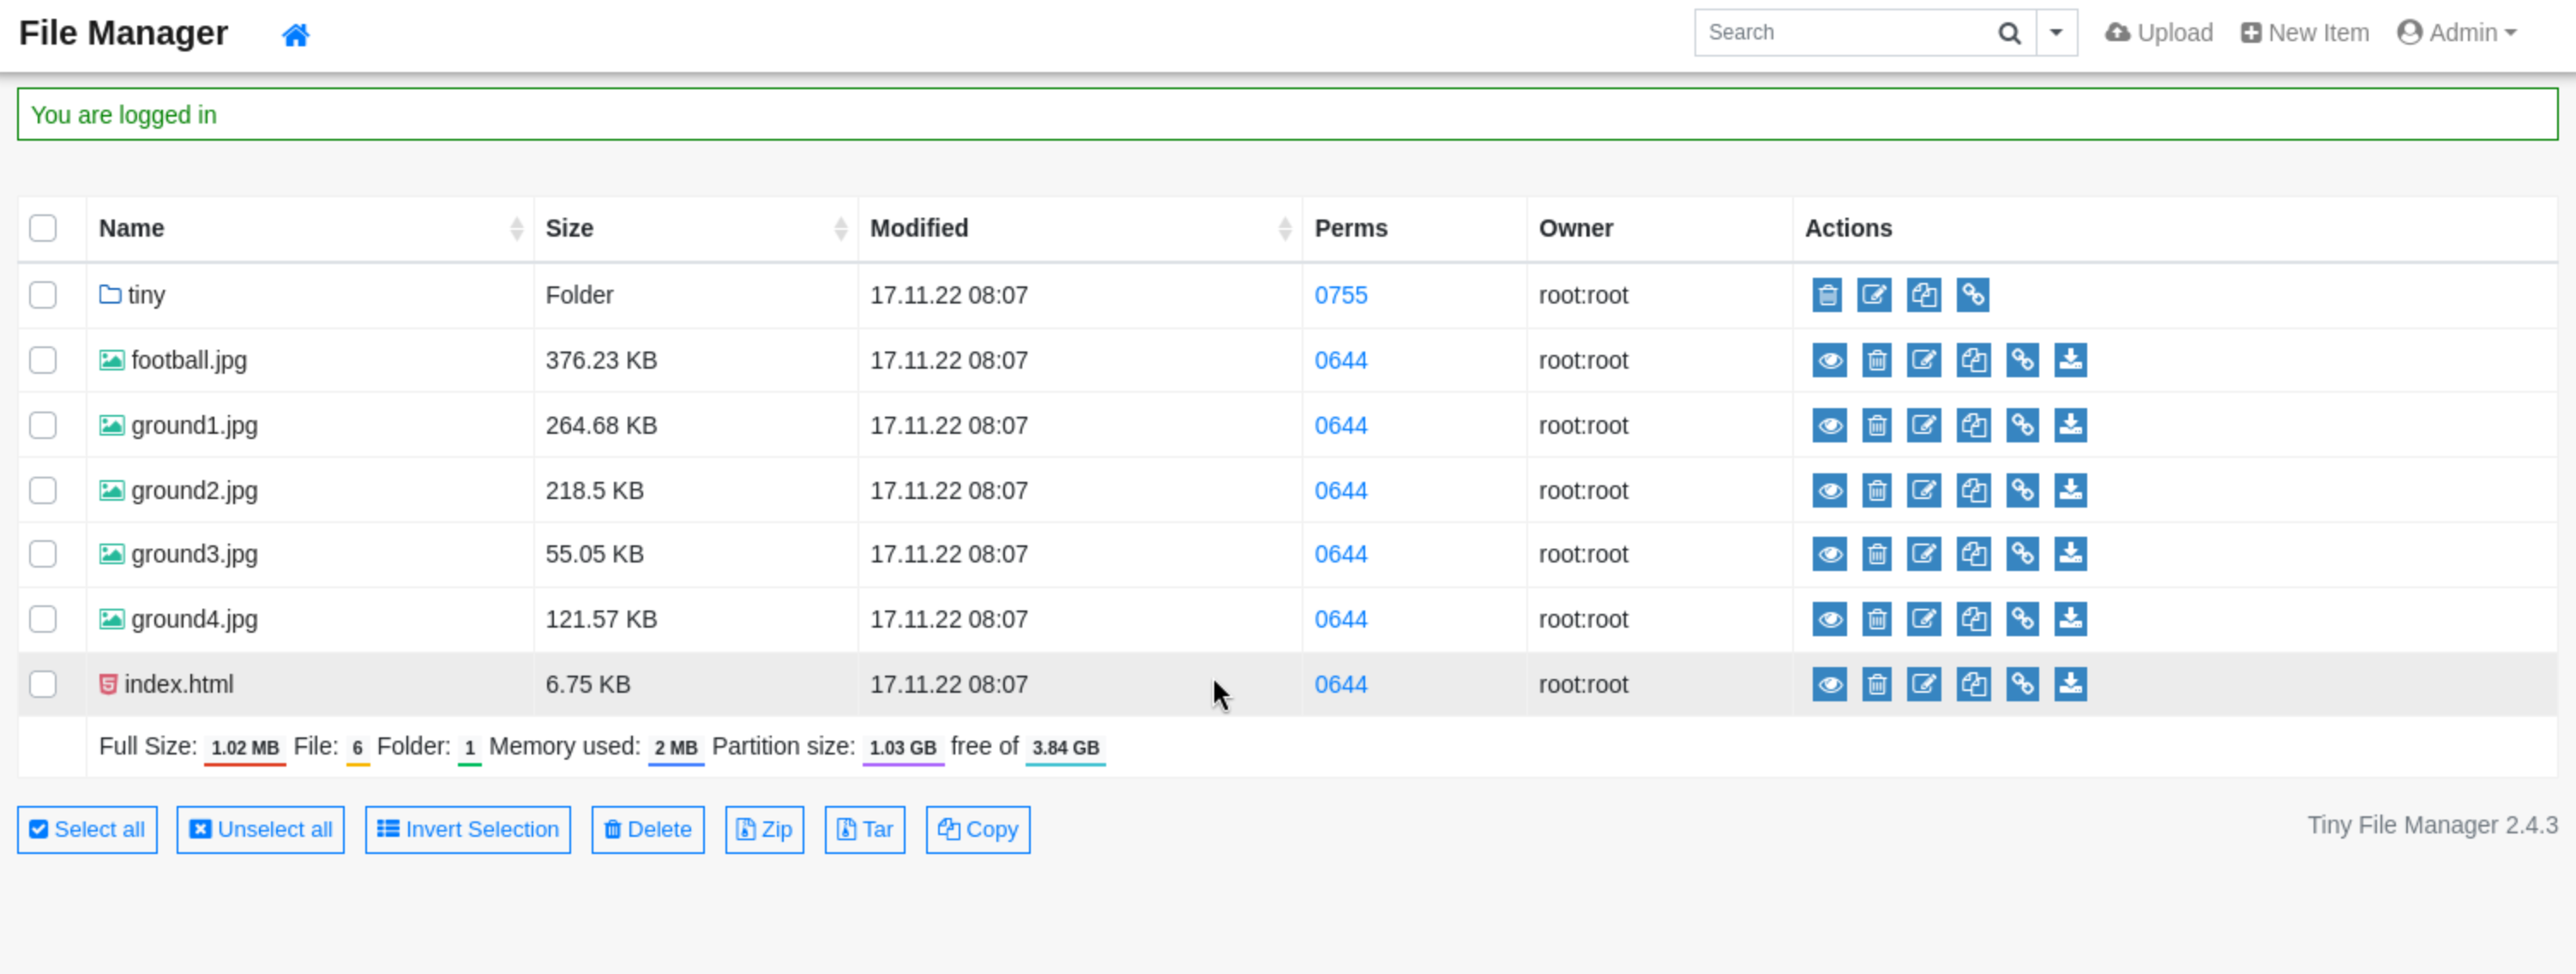 File Manager Search Upload New Item Admin
You are logged in
Name Size Modified Perms Owner Actions
tiny Folder 17.11.22 08:07 0755 root:root
football.jpg 376.23 KB 17.11.22 08:07 0644 root:root
ground1.jpg 264.68 KB 17.11.22 08:07 0644 root:root
ground2.jpg 218.5 KB 17.11.22 08:07 0644 root:root
ground3.jpg 55.05 KB 17.11.22 08:07 0644 root:root
ground4.jpg 121.57 KB 17.11.22 08:07 0644 root:root
index.html 6.75 KB 17.11.22 08:07 0644 root:root
Full Size: 1.02 MB File: 6 Folder: 1 Memory used: 2 MB Partition size: 1.03 GB free of 3.84 GB
Select all Unselect all Invert Selection Delete Zip Tar Copy Tiny File Manager 2.4.3